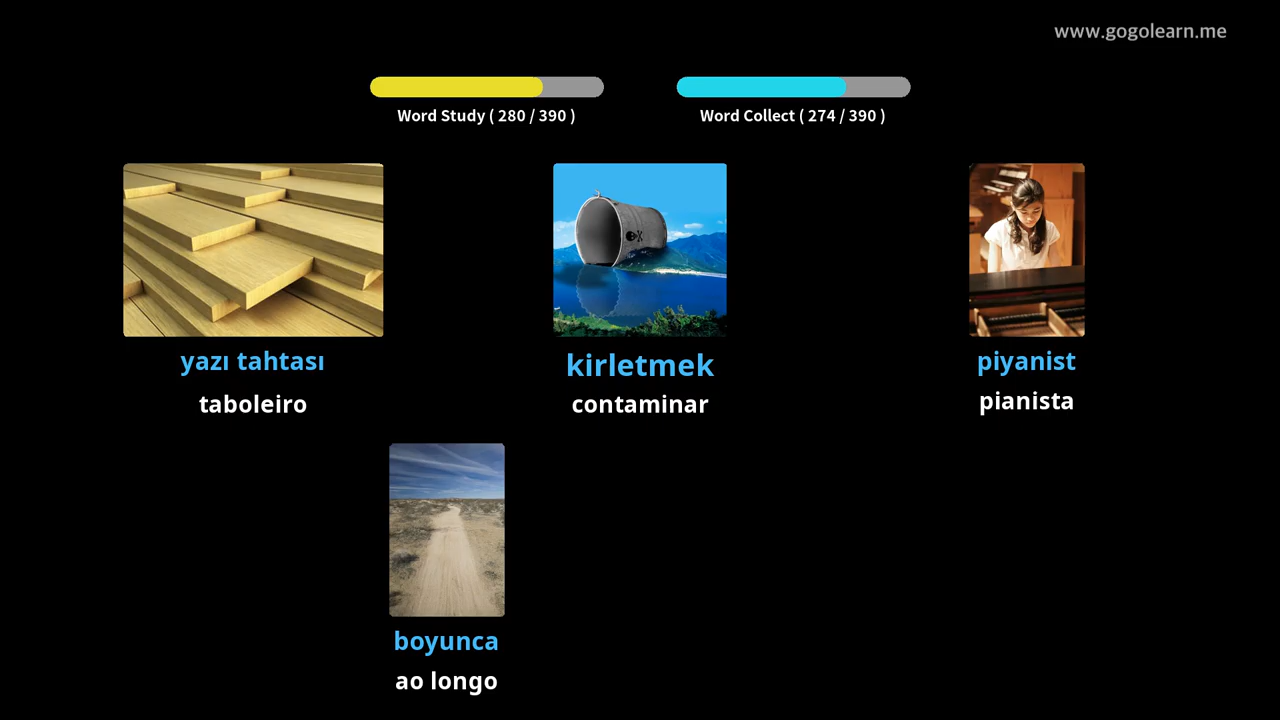 www.gogolearn.me
Word Study ( 280 / 390 )
Word Collect ( 274 / 390 )
yazı tahtası
taboleiro
kirletmek
contaminar
piyanist
pianista
boyunca
ao longo